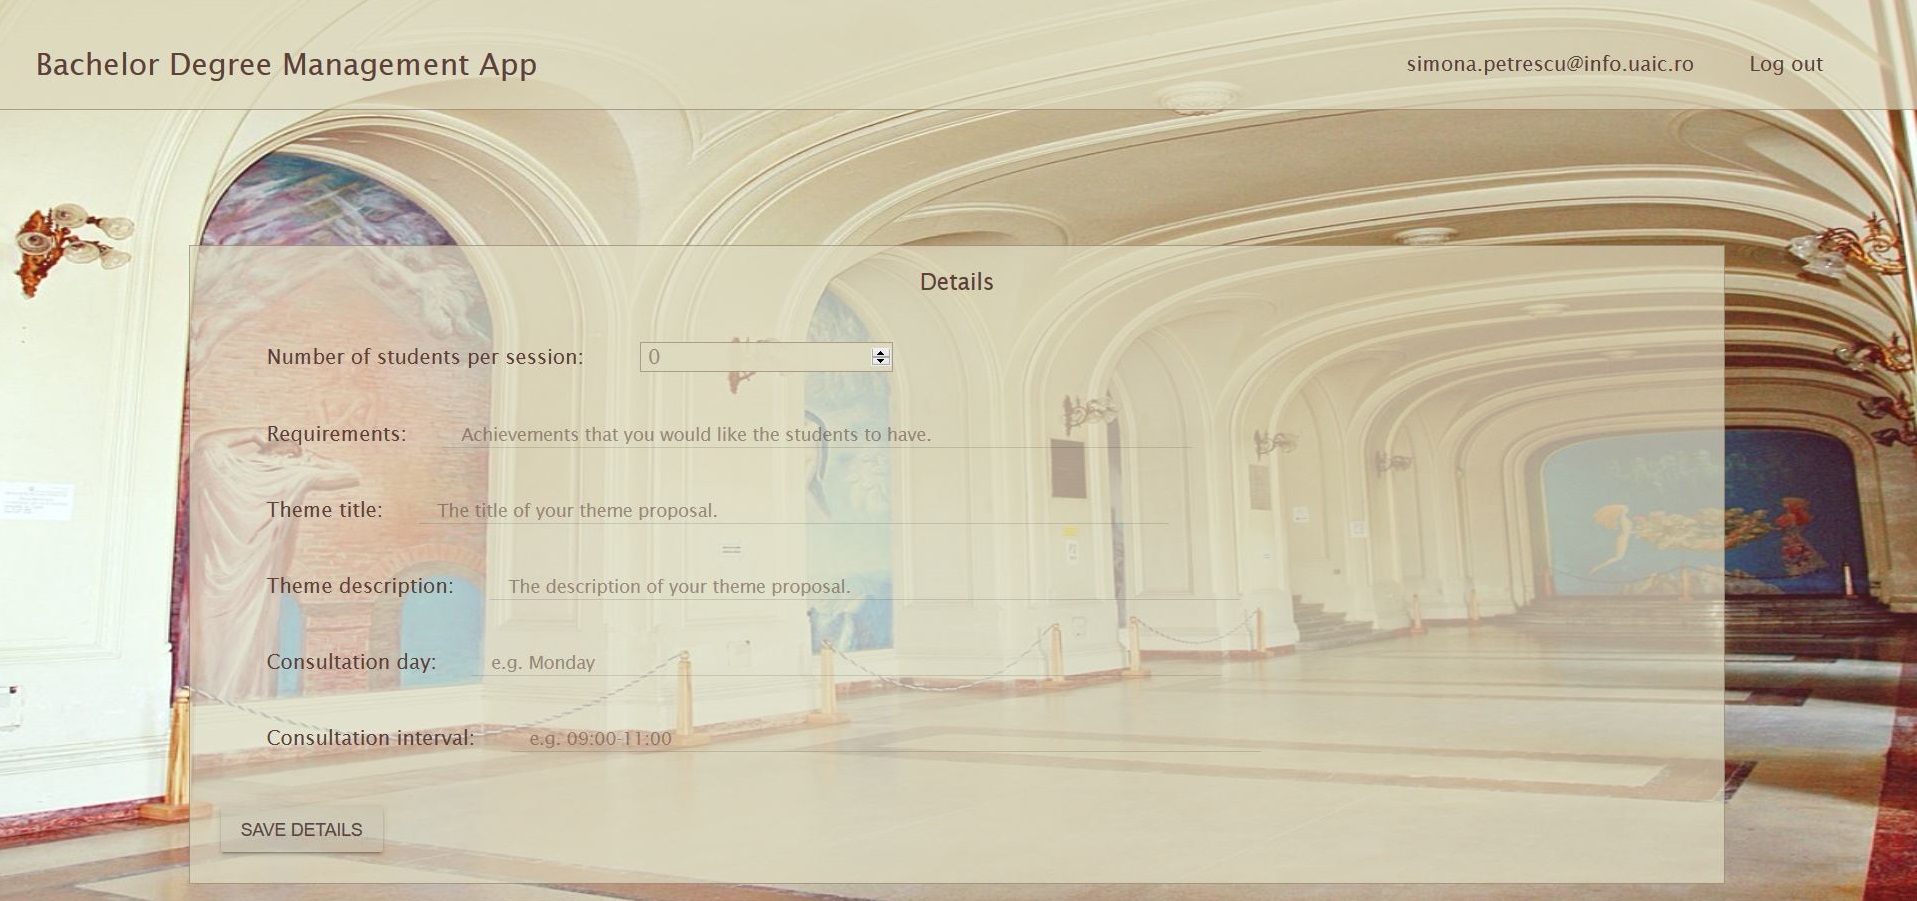 Bachelor Degree Management App
simona.petrescu@info.uaic.ro
Log out
Details
Number of students per session: 0
Requirements: Achievements that you would like the students to have.
Theme title: The title of your theme proposal.
Theme description: The description of your theme proposal.
Consultation day: e.g. Monday
Consultation interval: e.g. 09:00-11:00
SAVE DETAILS